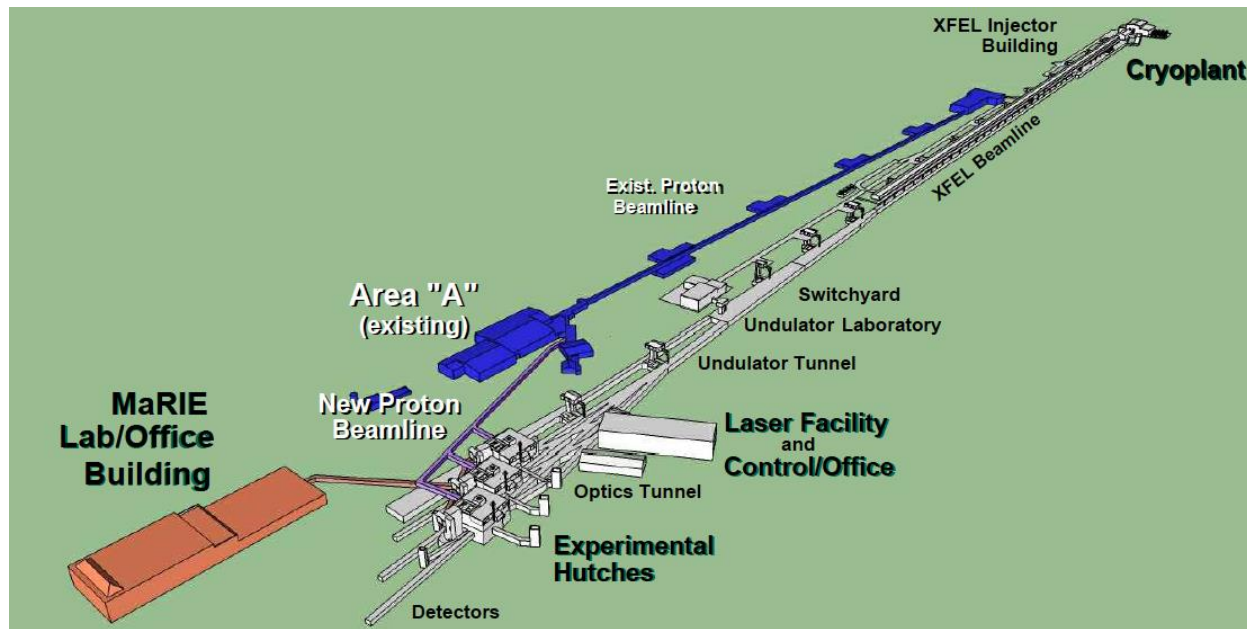 XFEL Injector
Building
Cryoplant
XFEL Beamline
Exist. Proton
Beamline
Area "A"
(existing)
Switchyard
Undulator Laboratory
Undulator Tunnel
New Proton
Beamline
MaRIE
Lab/Office
Building
Laser Facility
and
Control/Office
Optics Tunnel
Experimental
Hutches
Detectors